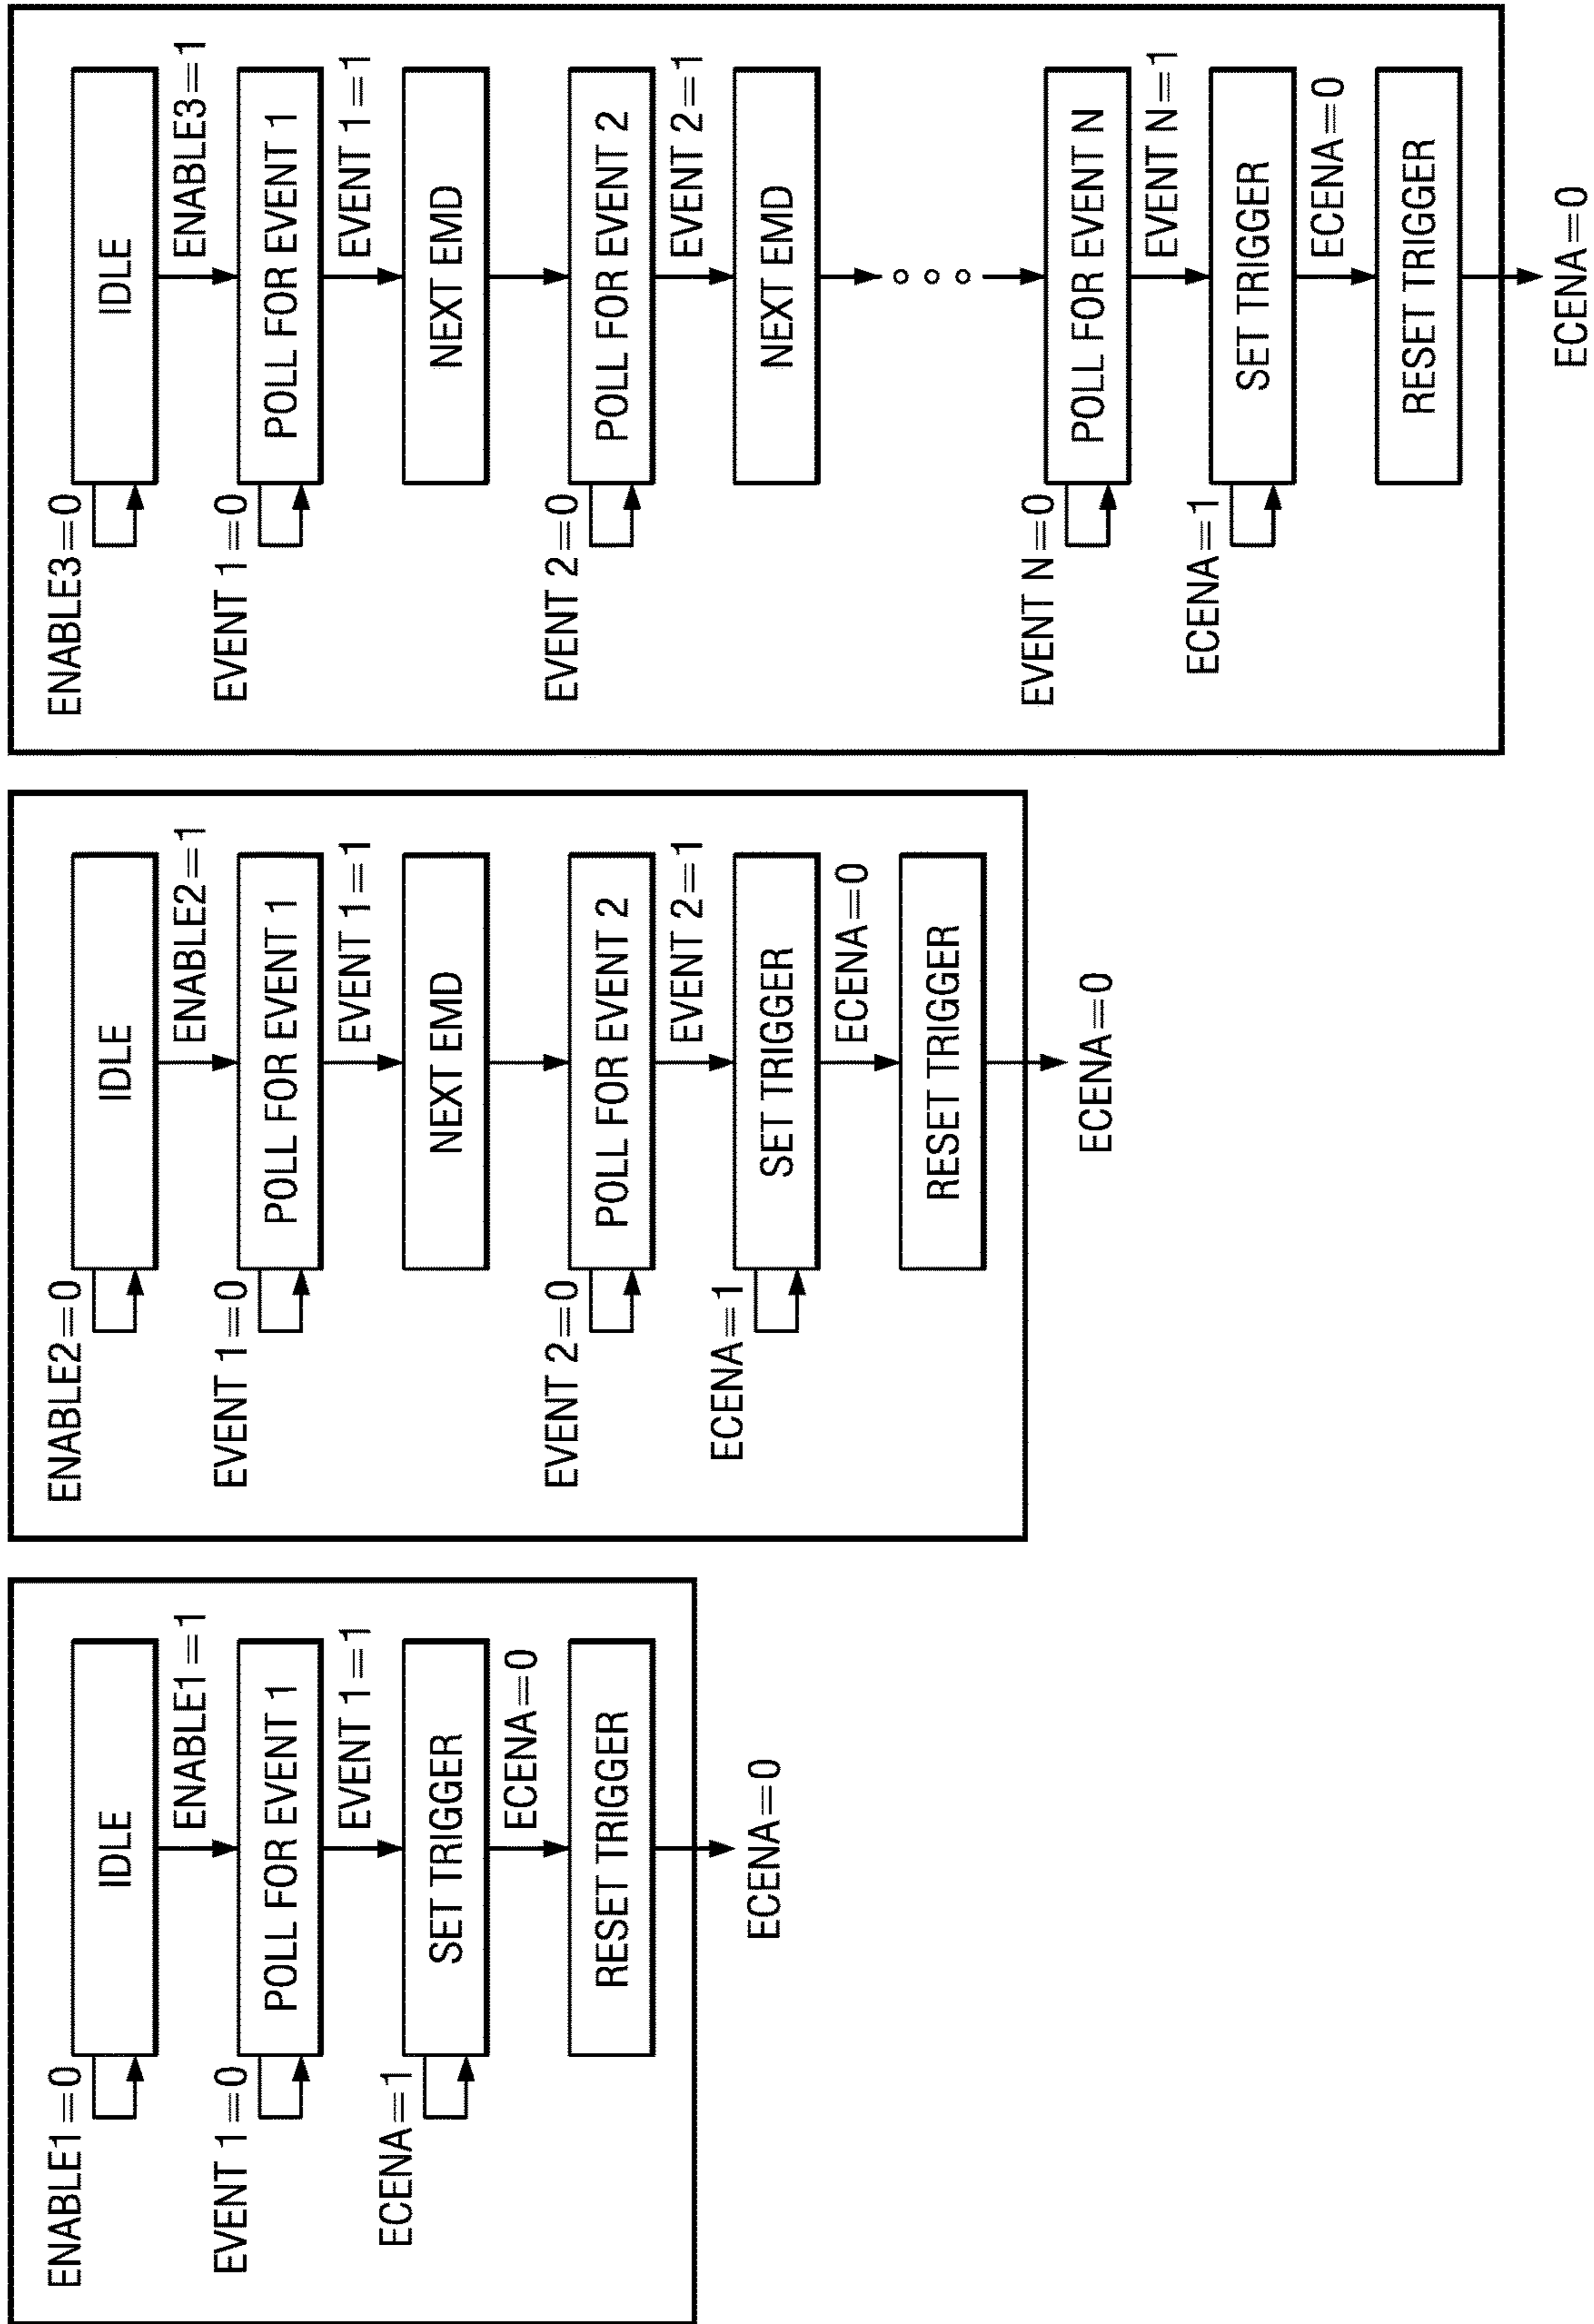 ENABLE1=0
IDLE
ENABLE1=1
EVENT 1=0
POLL FOR EVENT 1
EVENT 1=1
ECENA=1
SET TRIGGER
ECENA=0
RESET TRIGGER
ECENA=0
ENABLE2=0
IDLE
ENABLE2=1
EVENT 1=0
POLL FOR EVENT 1
EVENT 1=1
NEXT EMD
EVENT 2=0
POLL FOR EVENT 2
EVENT 2=1
ECENA=1
SET TRIGGER
ECENA=0
RESET TRIGGER
ECENA=0
ENABLE3=0
IDLE
ENABLE3=1
EVENT 1=0
POLL FOR EVENT 1
EVENT 1=1
NEXT EMD
EVENT 2=0
POLL FOR EVENT 2
EVENT 2=1
NEXT EMD
EVENT N=0
POLL FOR EVENT N
EVENT N=1
ECENA=1
SET TRIGGER
ECENA=0
RESET TRIGGER
ECENA=0